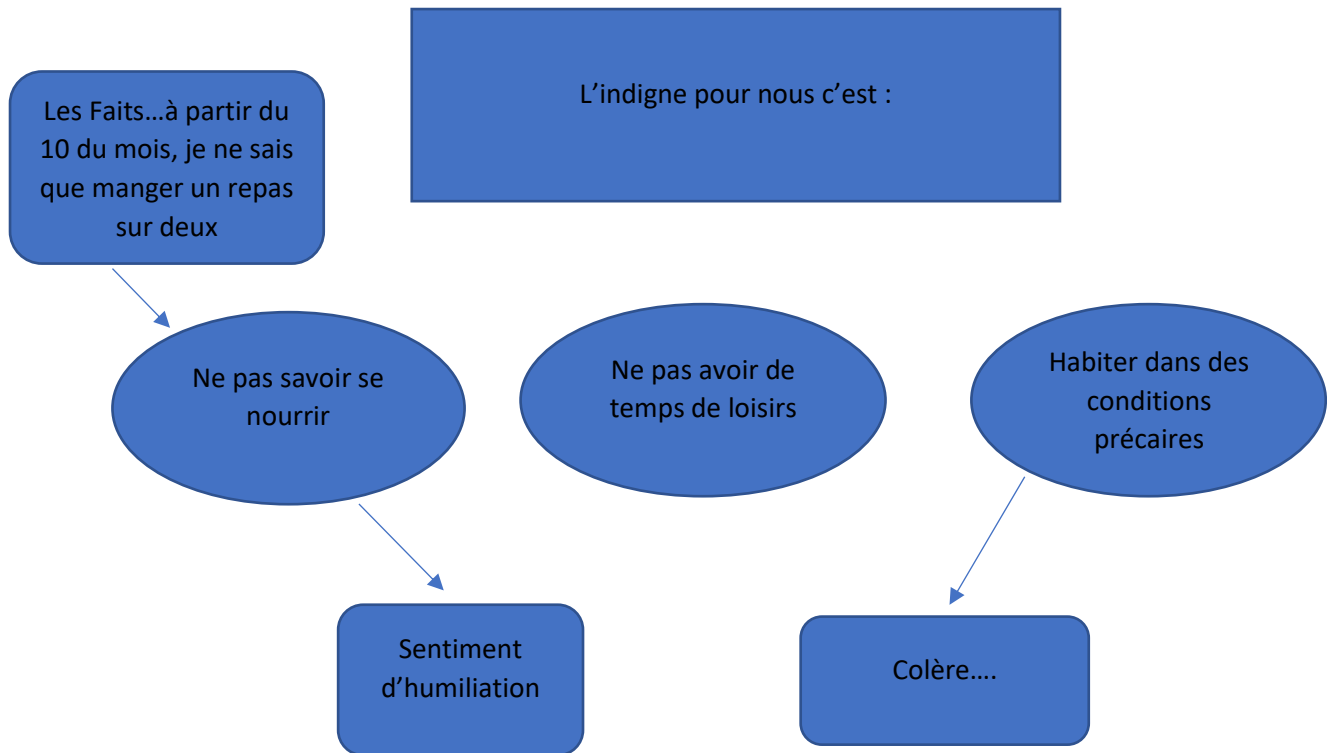 L’indigne pour nous c’est :
Les Faits…à partir du
10 du mois, je ne sais
que manger un repas
sur deux
Ne pas savoir se
nourrir
Ne pas avoir de
temps de loisirs
Habiter dans des
conditions
précaires
Sentiment
d’humiliation
Colère….